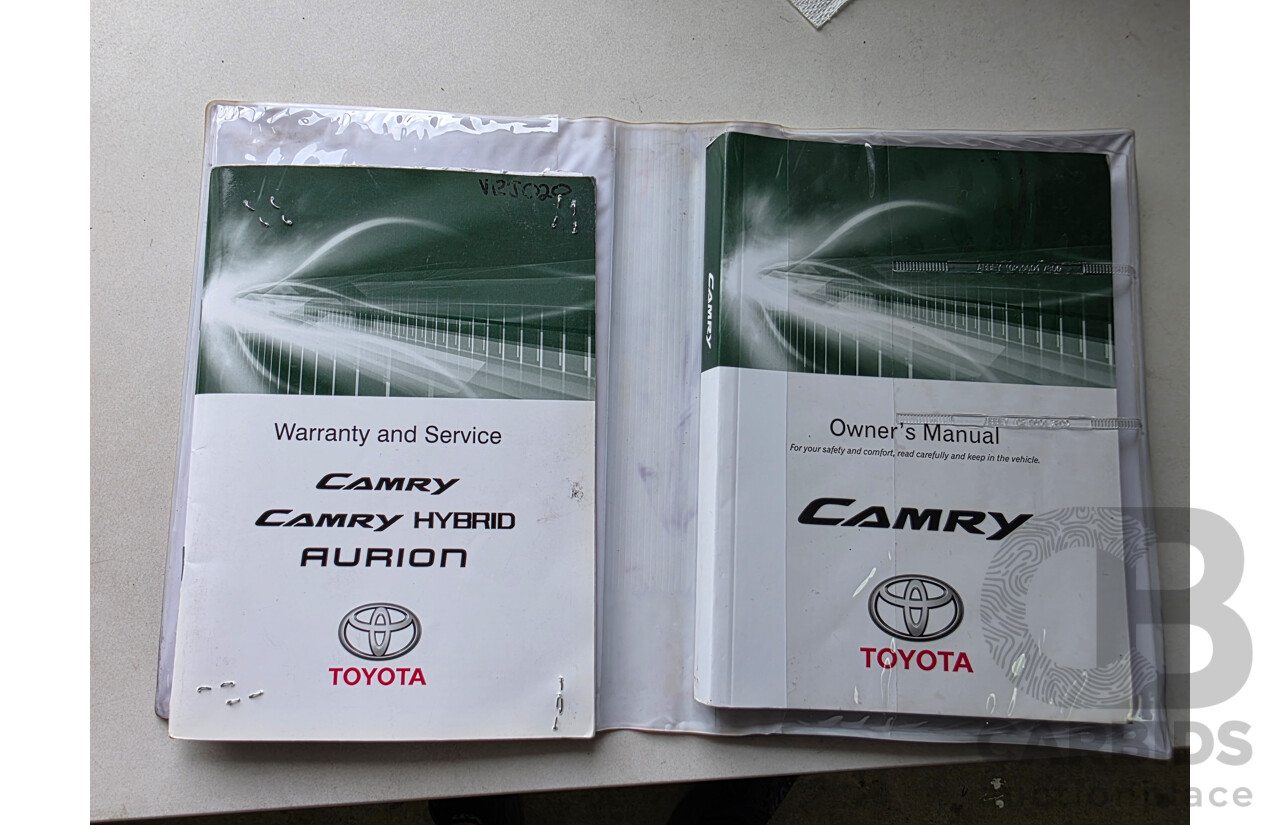 Warranty and Service
CAMRY
CAMRY HYBRID
AURION
TOYOTA
CAMRY
Owner's Manual
For your safety and comfort, read carefully and keep in the vehicle.
CAMRY
TOYOTA
CARBIDS